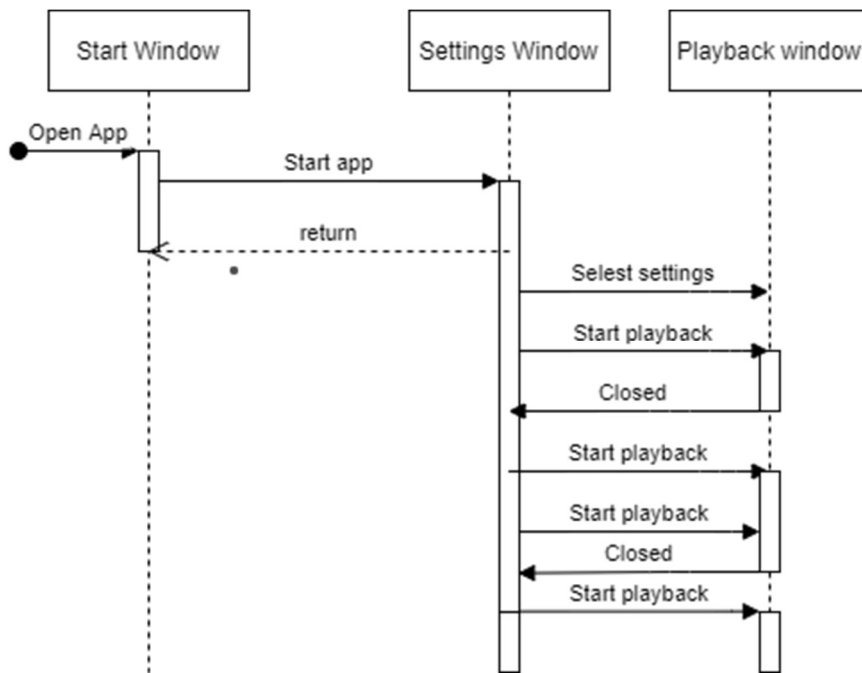 Start Window
Settings Window
Playback window
Open App
Start app
return
Selest settings
Start playback
Closed
Start playback
Start playback
Closed
Start playback